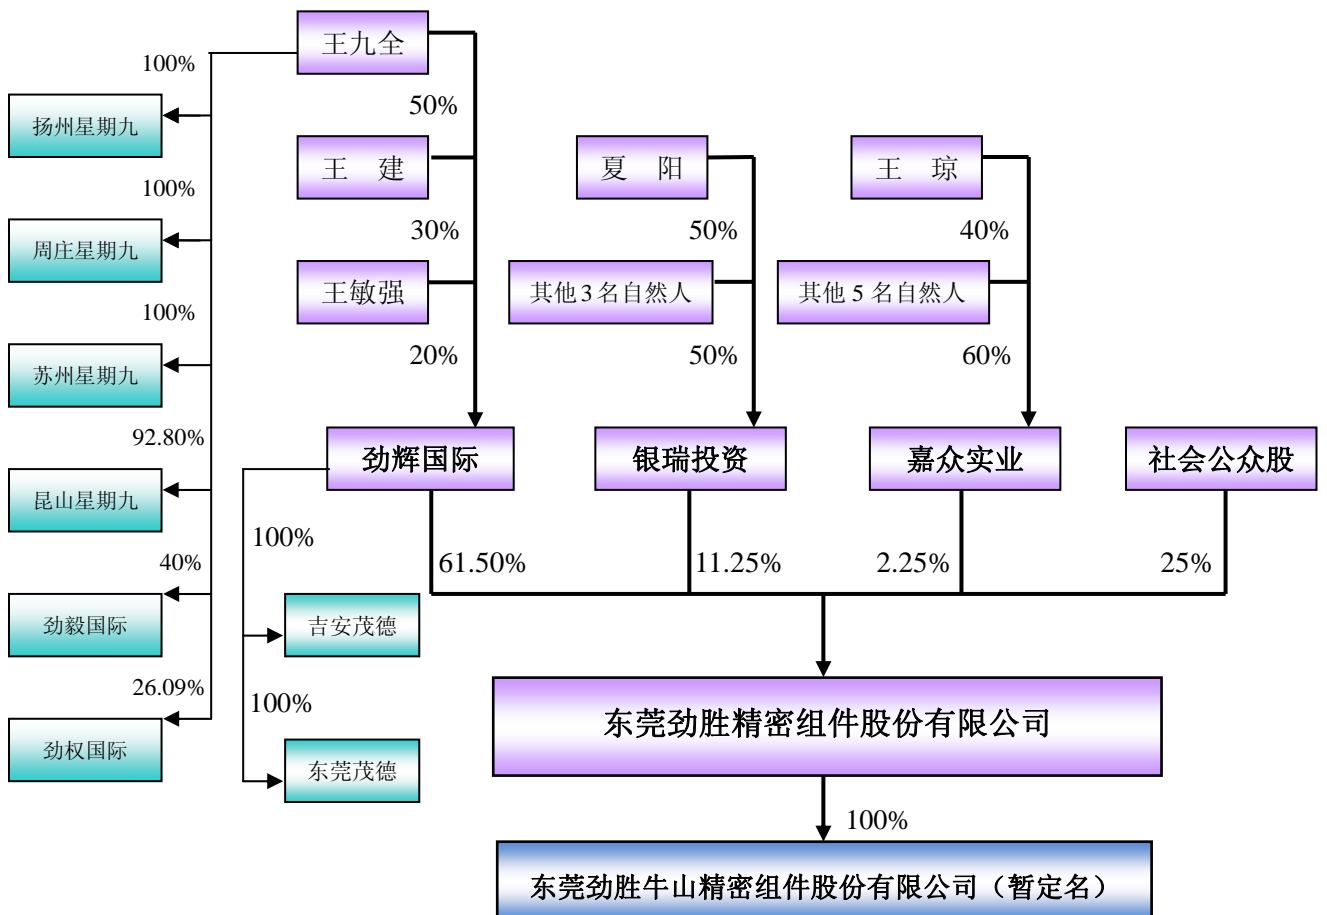 王九全
100%
50%
扬州星期九
王 建
夏 阳
王 琼
100%
30%
50%
40%
周庄星期九
王敏强
其他 3 名自然人
其他 5 名自然人
100%
20%
50%
60%
苏州星期九
92.80%
劲辉国际
银瑞投资
嘉众实业
社会公众股
昆山星期九
100%
40%
61.50%
11.25%
2.25%
25%
劲毅国际
吉安茂德
26.09%
100%
劲权国际
东莞茂德
东莞劲胜精密组件股份有限公司
100%
东莞劲胜牛山精密组件股份有限公司（暂定名）